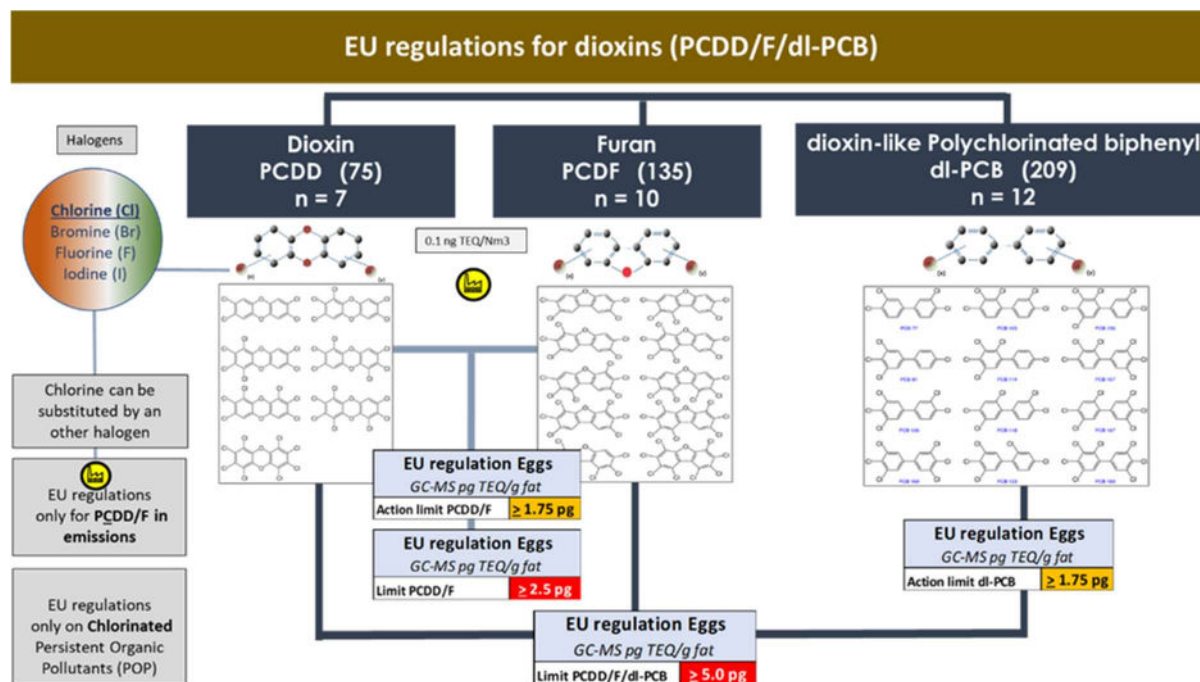 EU regulations for dioxins (PCDD/F/dl-PCB)
Halogens
Chlorine (Cl)
Bromine (Br)
Fluorine (F)
Iodine (I)
Dioxin
PCDD (75)
n = 7
Furan
PCDF (135)
n = 10
dioxin-like Polychlorinated biphenyl
dl-PCB (209)
n = 12
0.1 ng TEQ/Nm3
Chlorine can be
substituted by an
other halogen
EU regulations
only for PCDD/F in
emissions
EU regulations
only on Chlorinated
Persistent Organic
Pollutants (POP)
EU regulation Eggs
GC-MS pg TEQ/g fat
Action limit PCDD/F ≥ 1.75 pg
EU regulation Eggs
GC-MS pg TEQ/g fat
Limit PCDD/F ≥ 2.5 pg
EU regulation Eggs
GC-MS pg TEQ/g fat
Action limit dl-PCB ≥ 1.75 pg
EU regulation Eggs
GC-MS pg TEQ/g fat
Limit PCDD/F/dl-PCB ≥ 5.0 pg